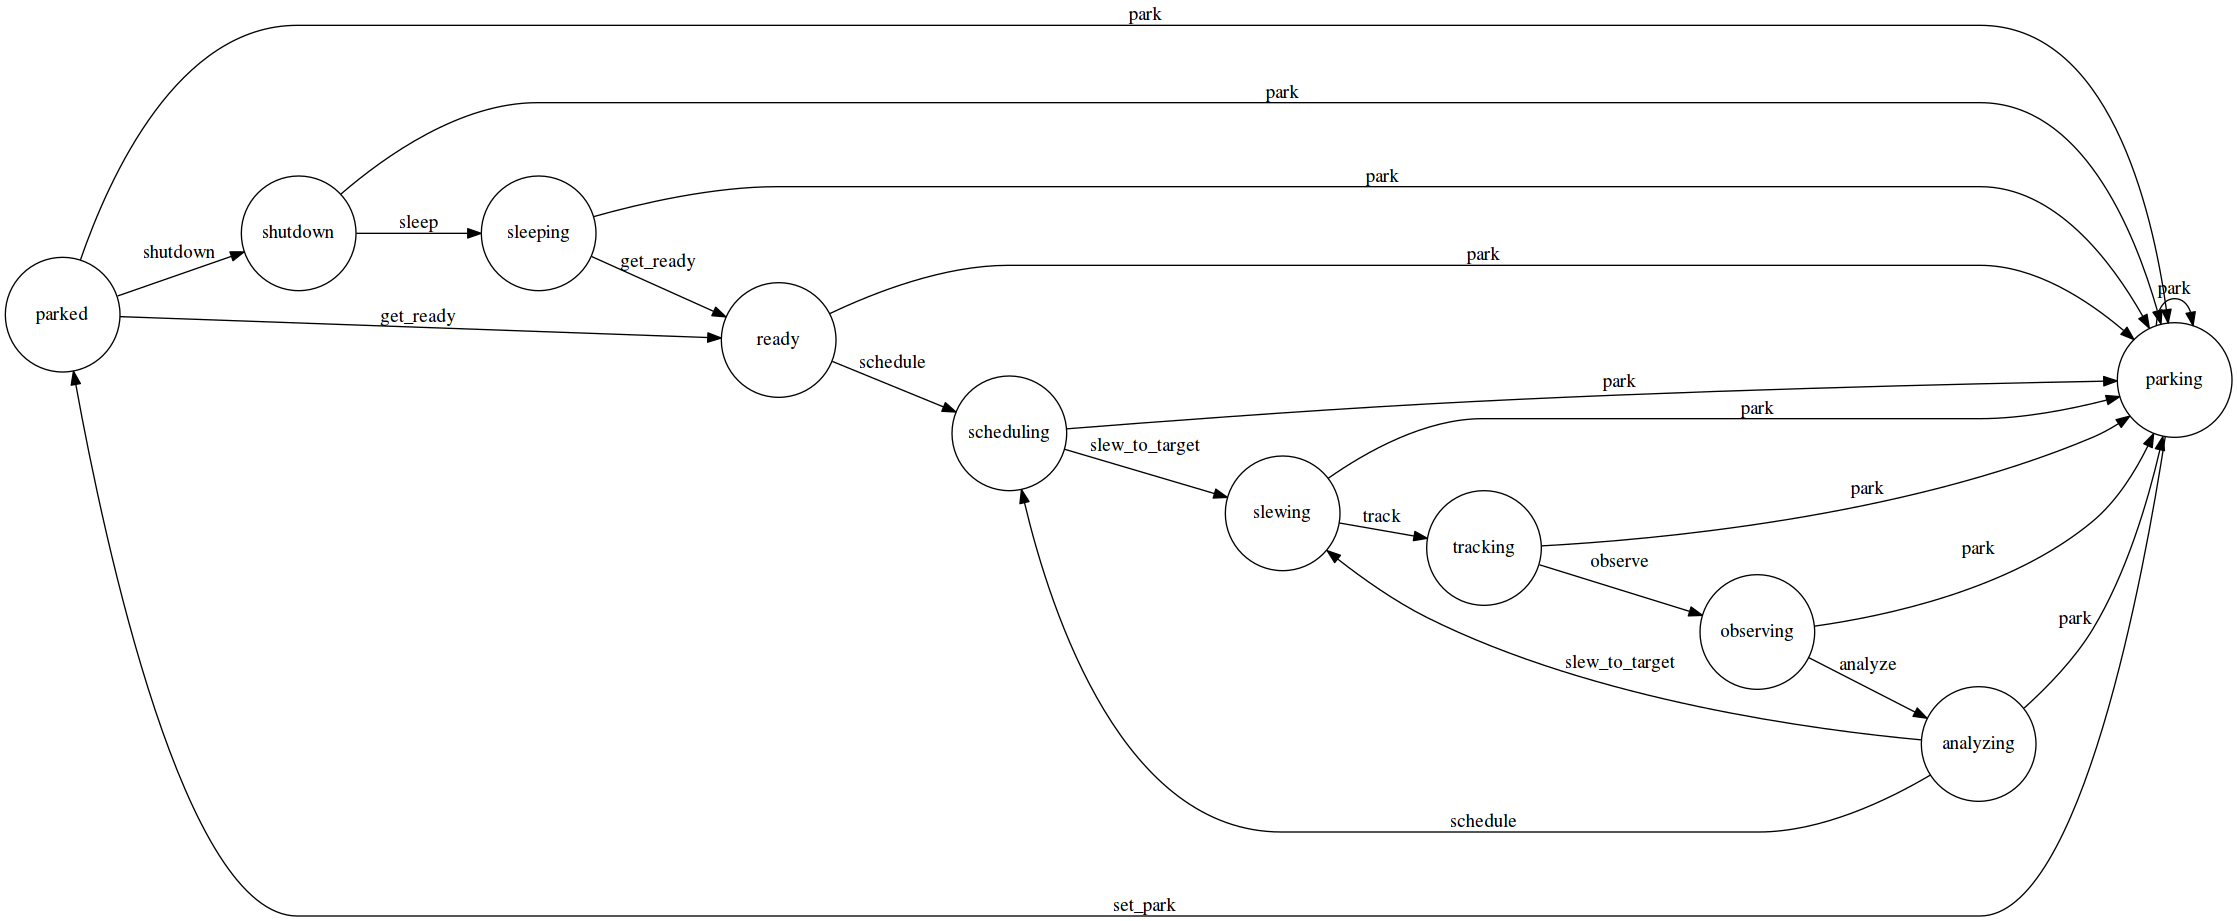 park
park
park
shutdown
sleep
sleeping
shutdown
get_ready
park
park
parked
get_ready
ready
schedule
parking
park
park
scheduling
slew_to_target
park
slewing
track
tracking
observe
park
observing
park
slew_to_target
analyze
analyzing
schedule
set_park